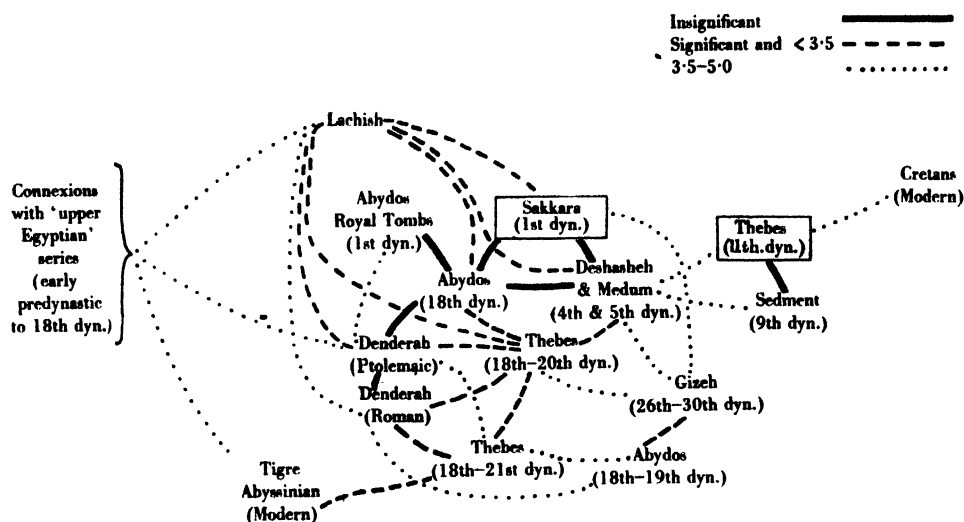 Insignificant
Significant and < 3·5
3·5–5·0
Lachish
Connexions
with 'upper
Egyptian'
series
(early
predynastic
to 18th dyn.)
Abydos
Royal Tombs
(1st dyn.)
Sakkara
(1st dyn.)
Cretans
(Modern)
Thebes
(11th dyn.)
Abydos
(18th dyn.)
Deshasheh
& Medum
(4th & 5th dyn.)
Sedment
(9th dyn.)
Denderah
(Ptolemaic)
Thebes
(18th–20th dyn.)
Denderah
(Roman)
Gizeh
(26th–30th dyn.)
Thebes
(18th–21st dyn.)
Abydos
(18th–19th dyn.)
Tigre
Abyssinian
(Modern)